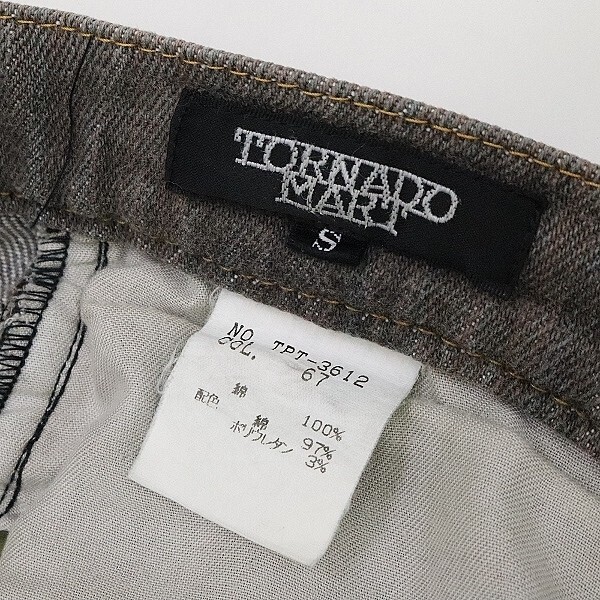 TORNADO
MART
S
NO. TPT-3612
COL. 67
綿 100%
配色 綿 97%
ポリウレタン 3%